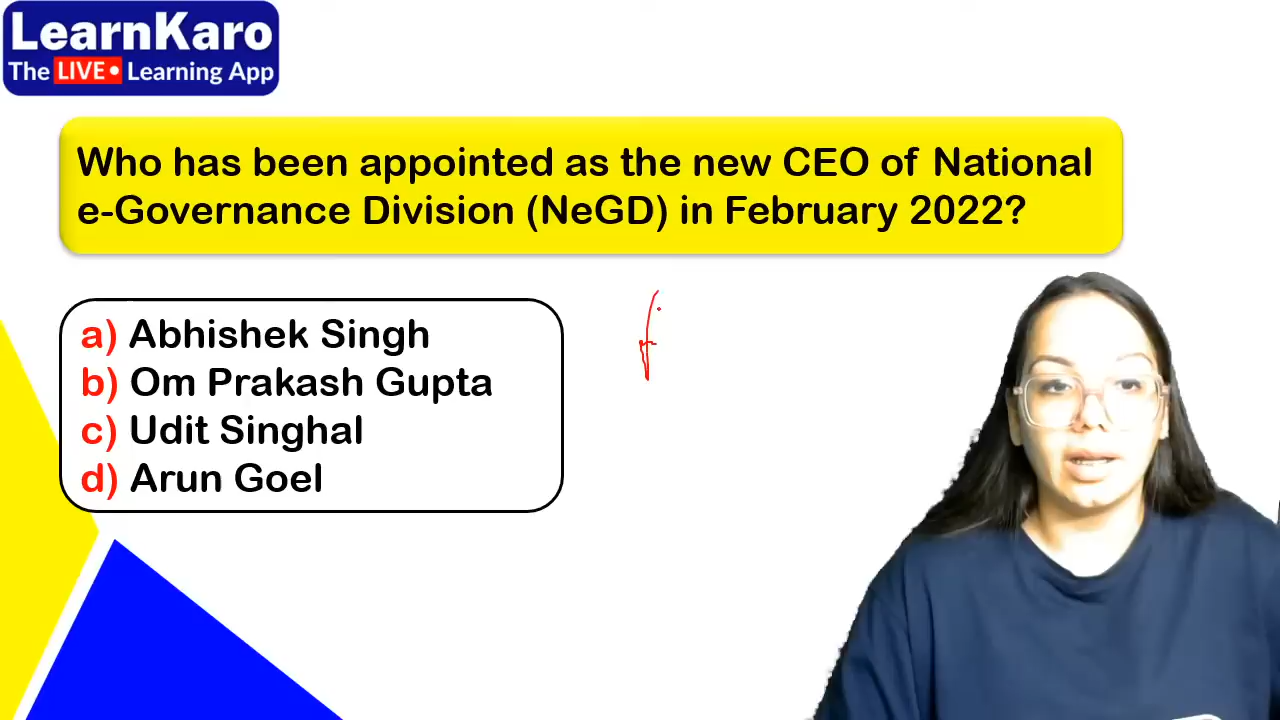 LearnKaro
The LIVE Learning App
Who has been appointed as the new CEO of National
e-Governance Division (NeGD) in February 2022?
a) Abhishek Singh
b) Om Prakash Gupta
c) Udit Singhal
d) Arun Goel